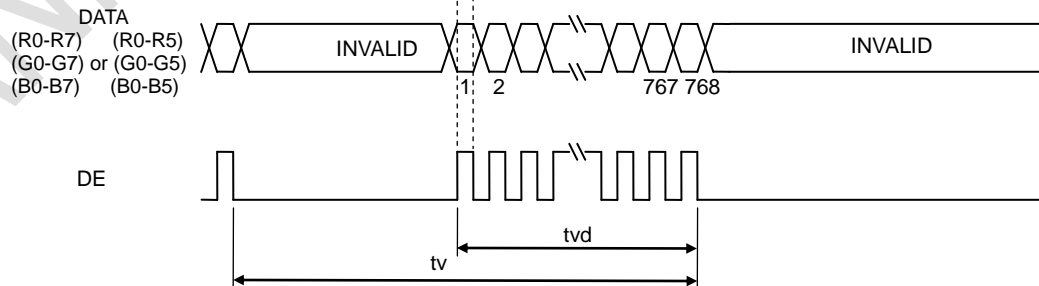 DATA
(R0-R7) (R0-R5)
(G0-G7) or (G0-G5)
(B0-B7) (B0-B5)
INVALID
INVALID
1 2 767 768
DE
tvd
tv